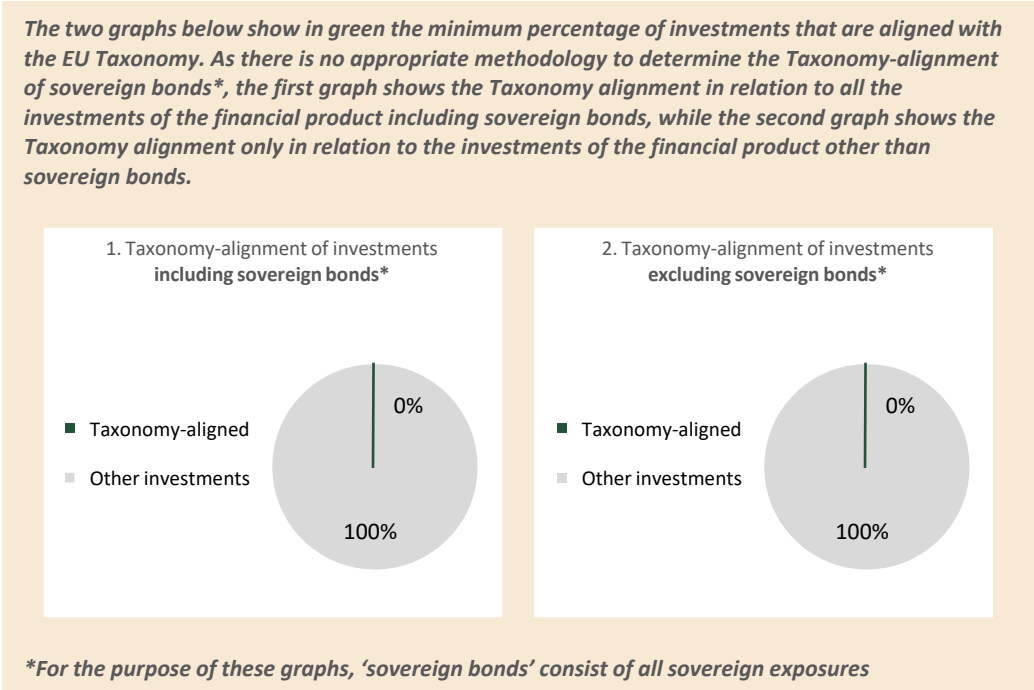 The two graphs below show in green the minimum percentage of investments that are aligned with
the EU Taxonomy. As there is no appropriate methodology to determine the Taxonomy-alignment
of sovereign bonds*, the first graph shows the Taxonomy alignment in relation to all the
investments of the financial product including sovereign bonds, while the second graph shows the
Taxonomy alignment only in relation to the investments of the financial product other than
sovereign bonds.
1. Taxonomy-alignment of investments
including sovereign bonds*
0%
Taxonomy-aligned
Other investments
100%
2. Taxonomy-alignment of investments
excluding sovereign bonds*
0%
Taxonomy-aligned
Other investments
100%
*For the purpose of these graphs, ‘sovereign bonds’ consist of all sovereign exposures